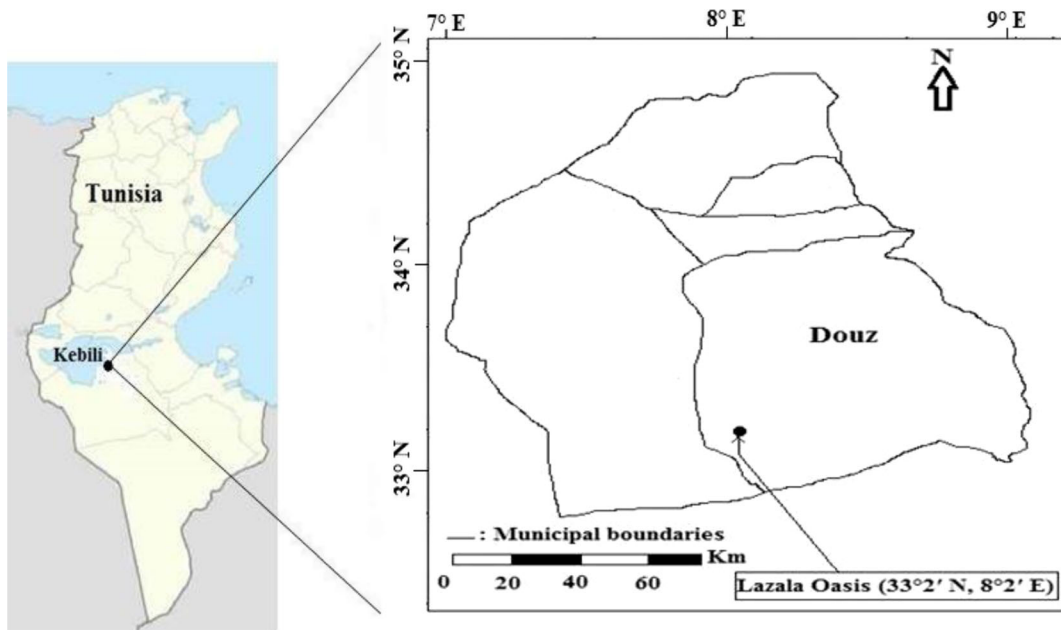 7° E 8° E 9° E
35° N
N
Tunisia
34° N
Douz
Kebili
33° N
— : Municipal boundaries
Km
0 20 40 60
Lazala Oasis (33°2′ N, 8°2′ E)